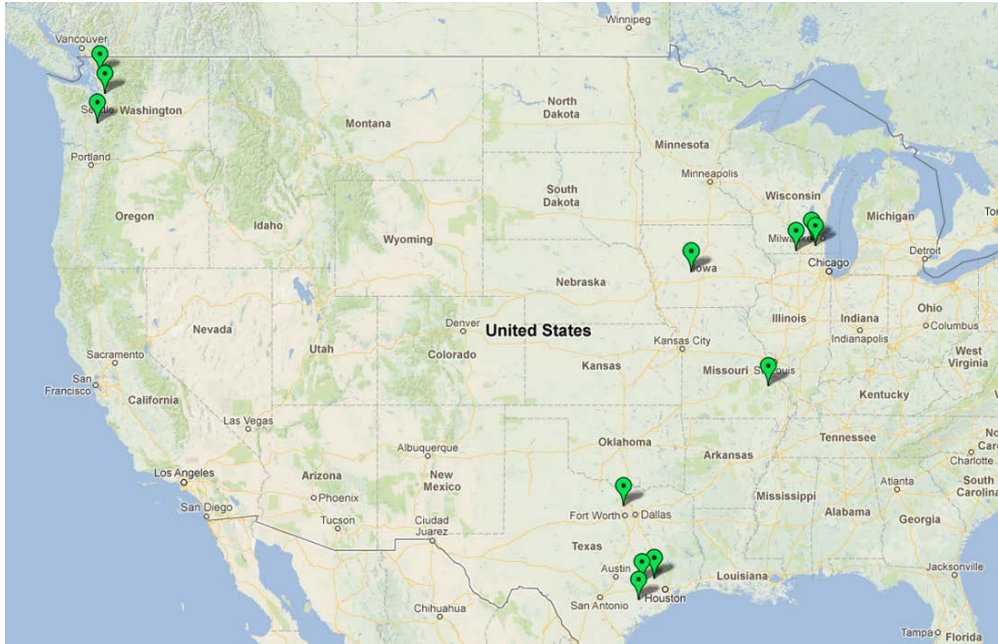 Winnipeg
Vancouver
North
Dakota
Washington
Montana
Minnesota
Portland
Minneapolis
South
Dakota
Wisconsin
Oregon
Idaho
Michigan
Wyoming
Detroit
Chicago
Iowa
Nebraska
Ohio
Illinois
Indiana
Columbus
United States
Nevada
Denver
Indianapolis
Kansas City
Utah
Colorado
Sacramento
West
Virginia
Kansas
Missouri
San
Francisco
California
Kentucky
Las Vegas
Tennessee
Oklahoma
Albuquerque
Arkansas
Charlotte
Los Angeles
Arizona
New
Mexico
South
Carolina
Atlanta
Phoenix
Mississippi
San Diego
Alabama
Fort Worth
Dallas
Georgia
Tucson
Ciudad
Juarez
Texas
Austin
Louisiana
Jacksonville
Houston
San Antonio
Chihuahua
Tampa
Florida